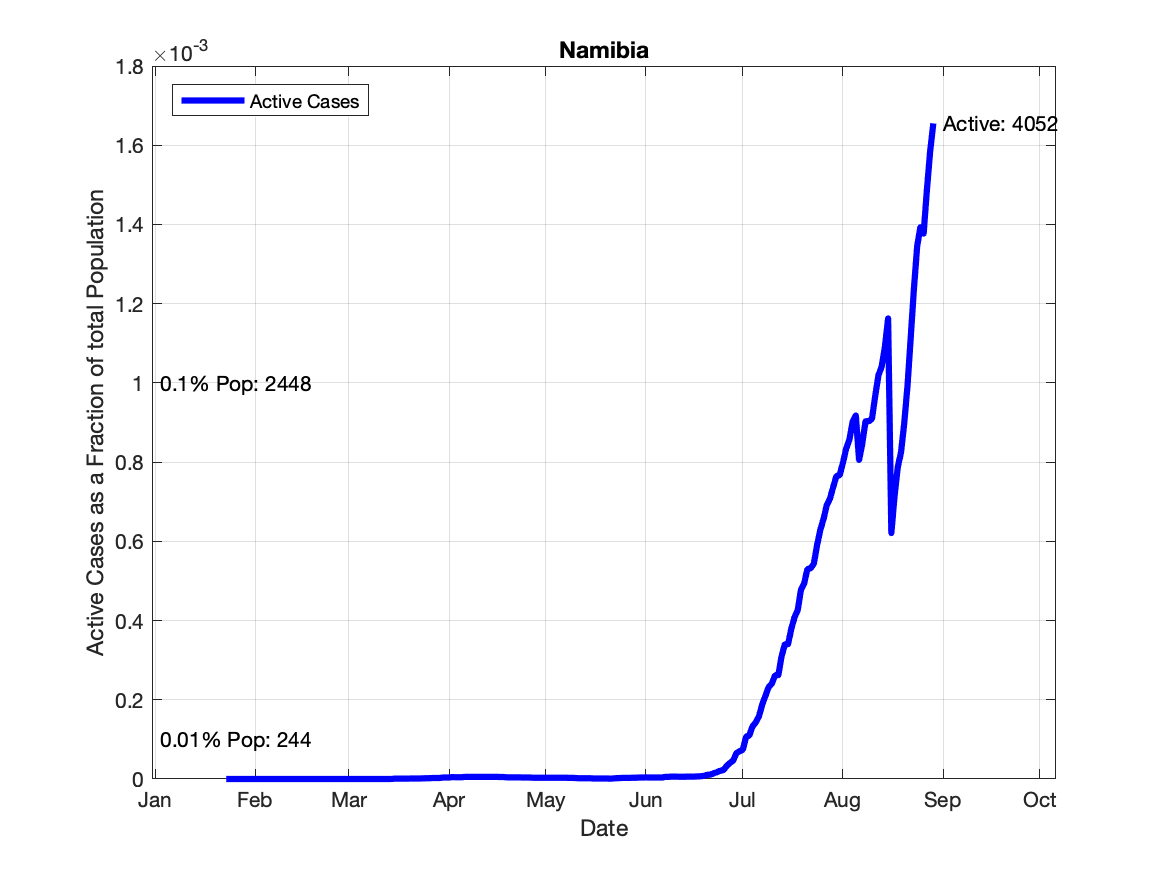 Namibia
×10-3
1.8
1.6
1.4
1.2
1
0.8
0.6
0.4
0.2
0
Active Cases as a Fraction of total Population
Active Cases
Active: 4052
0.1% Pop: 2448
0.01% Pop: 244
Jan Feb Mar Apr May Jun Jul Aug Sep Oct
Date